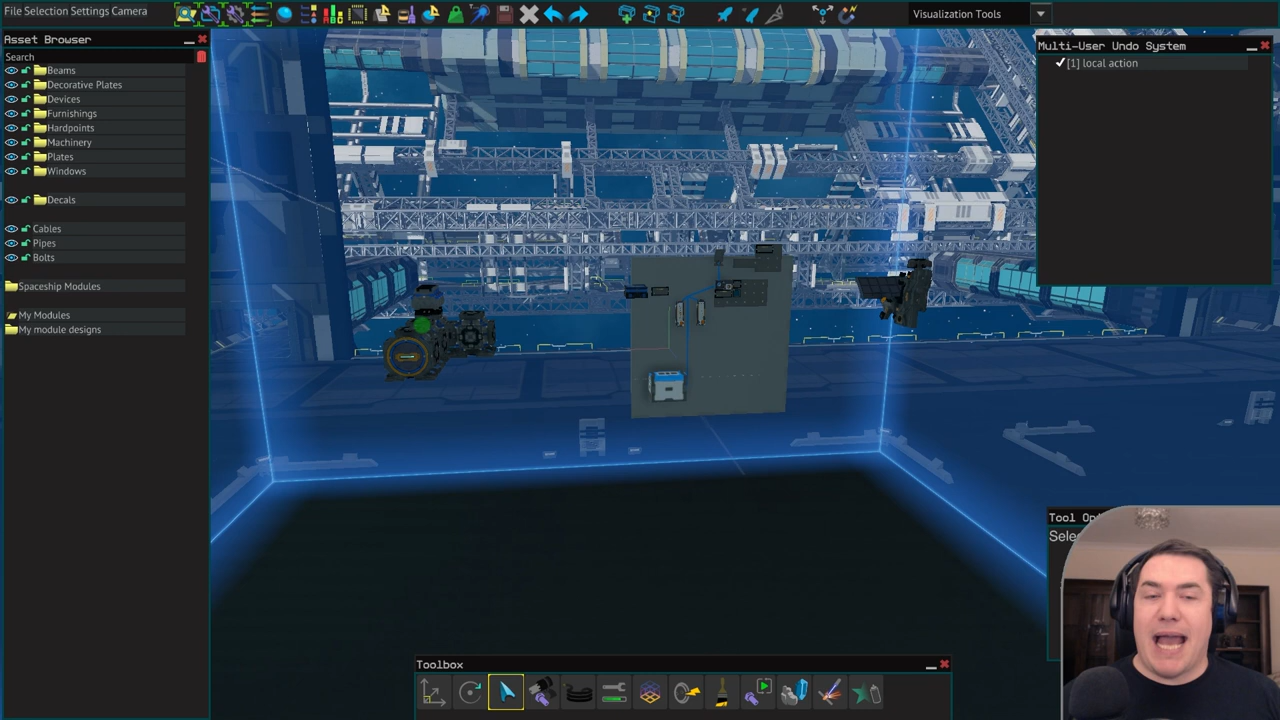 File Selection Settings Camera
Visualization Tools
Asset Browser
Search
Beams
Decorative Plates
Devices
Furnishings
Hardpoints
Machinery
Plates
Windows
Decals
Cables
Pipes
Bolts
Spaceship Modules
My Modules
My module designs
Multi-User Undo System
[1] local action
Tool Op
Selec
Toolbox